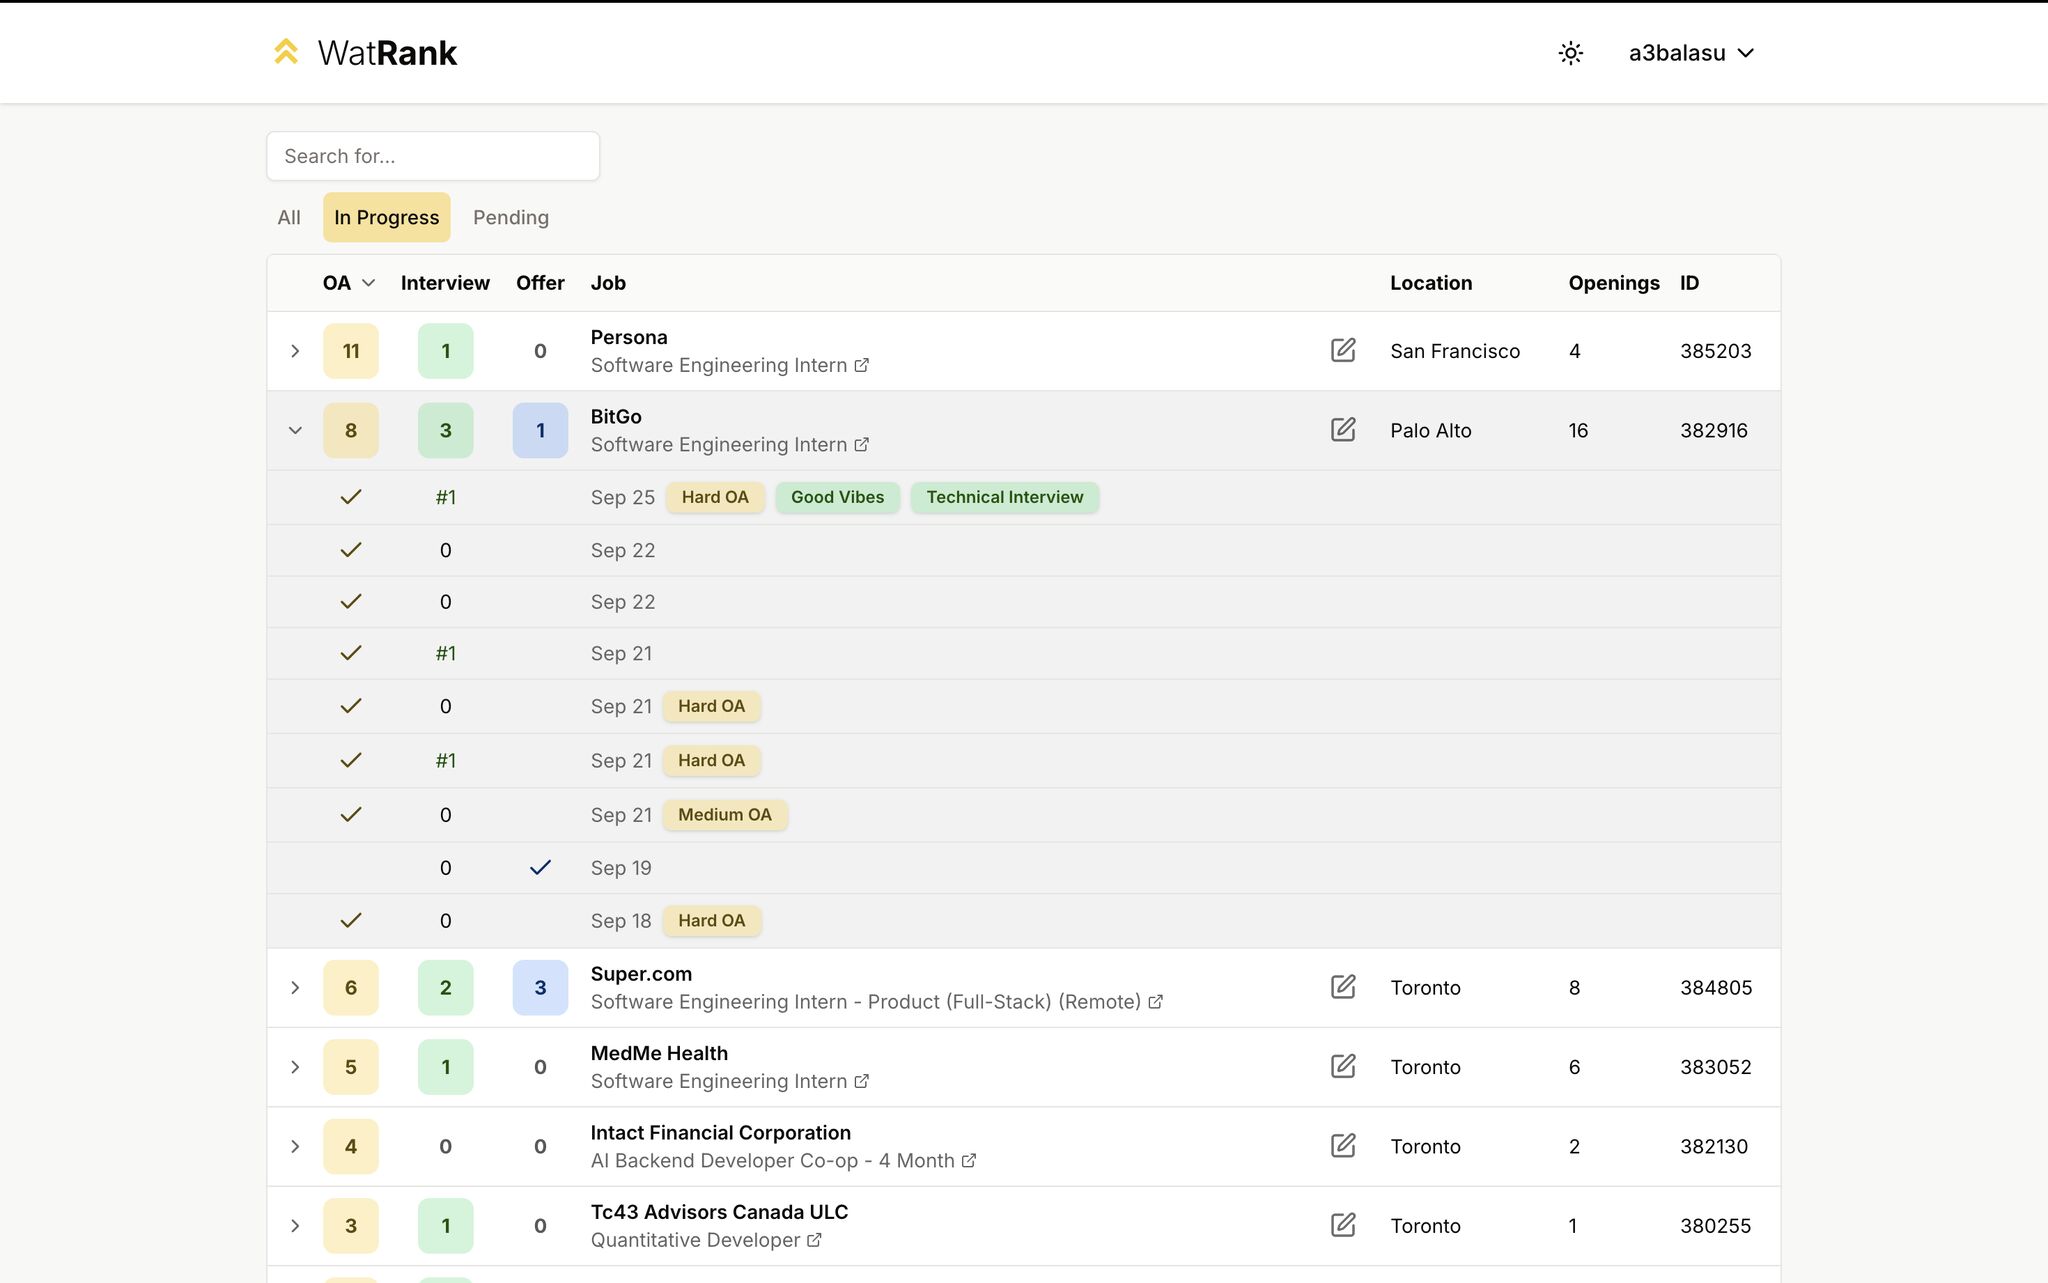 WatRank
a3balasu
Search for...
All In Progress Pending
OA Interview Offer Job Location Openings ID
11 1 0 Persona San Francisco 4 385203
Software Engineering Intern
8 3 1 BitGo Palo Alto 16 382916
Software Engineering Intern
#1 Sep 25 Hard OA Good Vibes Technical Interview
0 Sep 22
0 Sep 22
#1 Sep 21
0 Sep 21 Hard OA
#1 Sep 21 Hard OA
0 Sep 21 Medium OA
0 Sep 19
0 Sep 18 Hard OA
6 2 3 Super.com Toronto 8 384805
Software Engineering Intern - Product (Full-Stack) (Remote)
5 1 0 MedMe Health Toronto 6 383052
Software Engineering Intern
4 0 0 Intact Financial Corporation Toronto 2 382130
AI Backend Developer Co-op - 4 Month
3 1 0 Tc43 Advisors Canada ULC Toronto 1 380255
Quantitative Developer